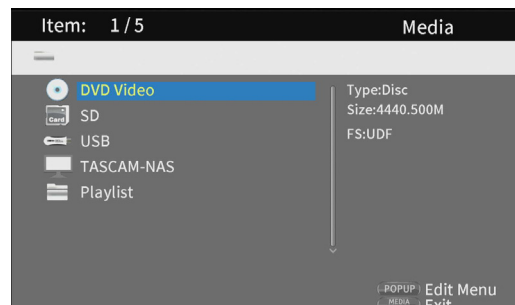 Item: 1/5 Media
DVD Video
Card SD
USB
TASCAM-NAS
Playlist
Type:Disc
Size:4440.500M
FS:UDF
POPUP Edit Menu
MEDIA Exit